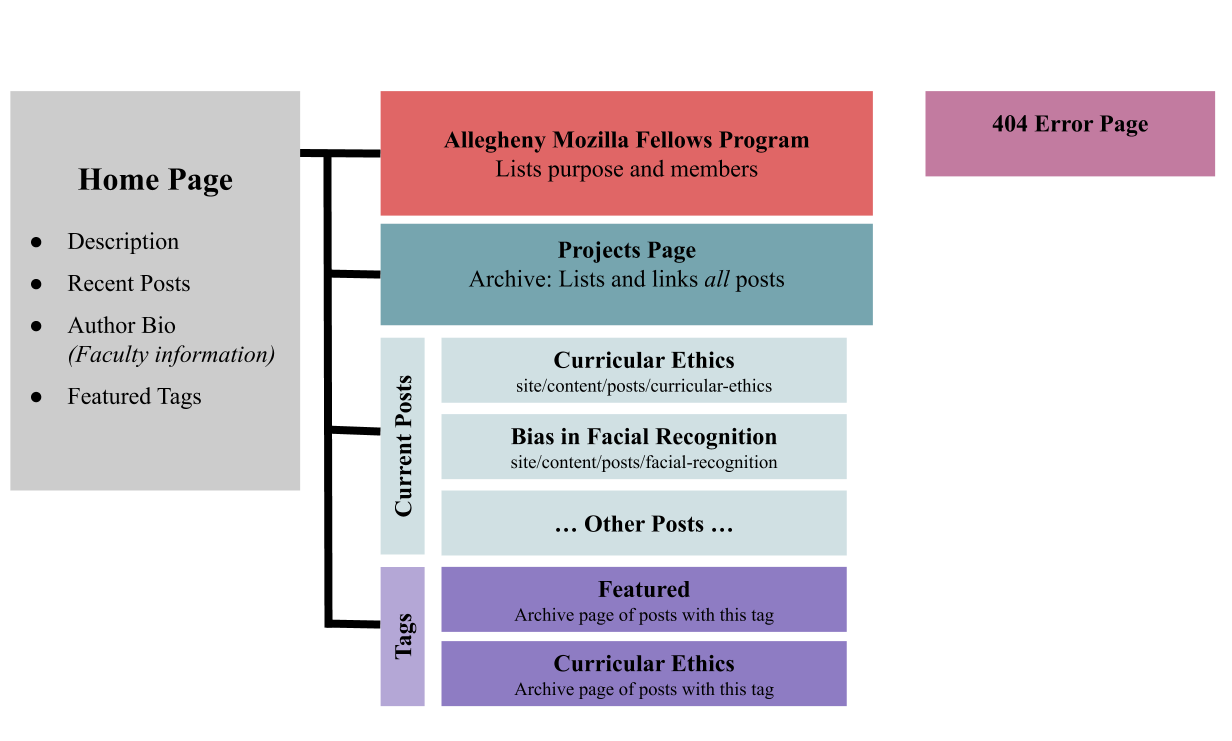 Home Page
● Description
● Recent Posts
● Author Bio
(Faculty information)
● Featured Tags
Allegheny Mozilla Fellows Program
Lists purpose and members
Projects Page
Archive: Lists and links all posts
Current Posts
Curricular Ethics
site/content/posts/curricular-ethics
Bias in Facial Recognition
site/content/posts/facial-recognition
… Other Posts …
Tags
Featured
Archive page of posts with this tag
Curricular Ethics
Archive page of posts with this tag
404 Error Page